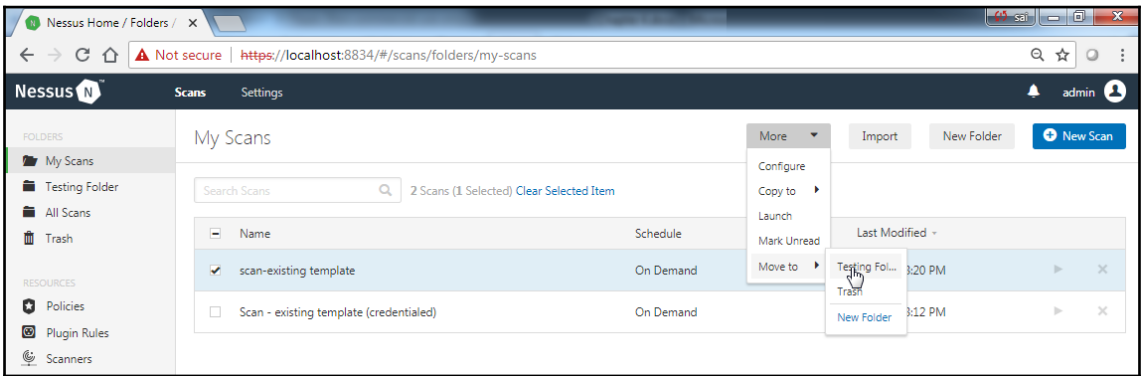 Nessus Home / Folders /
sai
Not secure | https://localhost:8834/#/scans/folders/my-scans
Nessus N Scans Settings admin
FOLDERS
My Scans
Testing Folder
All Scans
Trash
RESOURCES
Policies
Plugin Rules
Scanners
My Scans More Import New Folder New Scan
Search Scans 2 Scans (1 Selected) Clear Selected Item
Name Schedule Last Modified
scan-existing template On Demand 3:20 PM
Scan - existing template (credentialed) On Demand 3:12 PM
Configure
Copy to
Launch
Mark Unread
Move to
Testing Fol...
Trash
New Folder